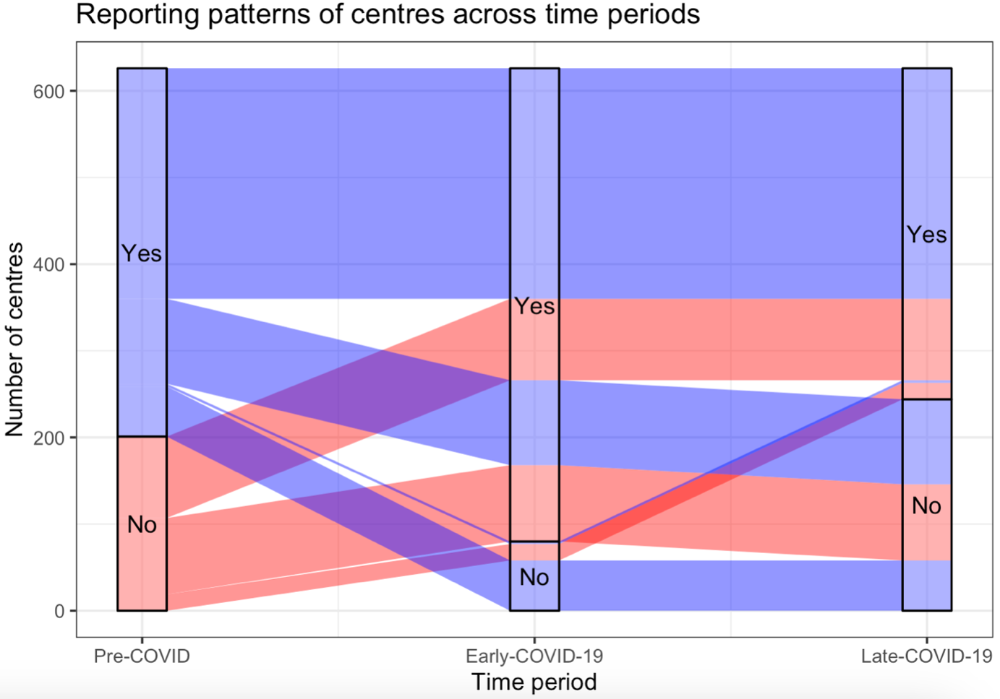 Reporting patterns of centres across time periods
Number of centres
600
400
200
0
Yes
No
Yes
No
Yes
No
Pre-COVID
Early-COVID-19
Late-COVID-19
Time period